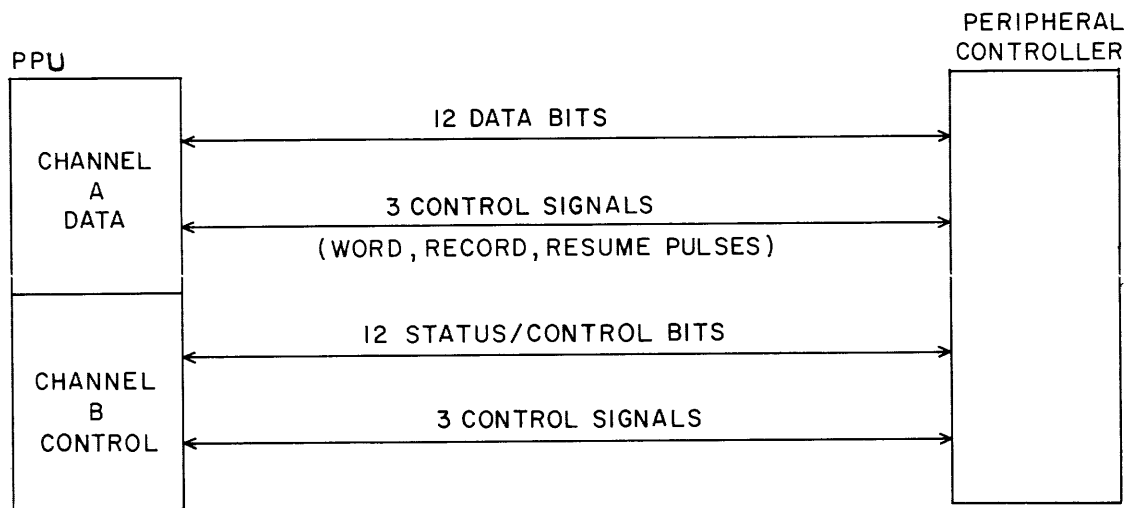 PPU
PERIPHERAL
CONTROLLER
CHANNEL
A
DATA
12 DATA BITS
3 CONTROL SIGNALS
(WORD, RECORD, RESUME PULSES)
CHANNEL
B
CONTROL
12 STATUS/CONTROL BITS
3 CONTROL SIGNALS